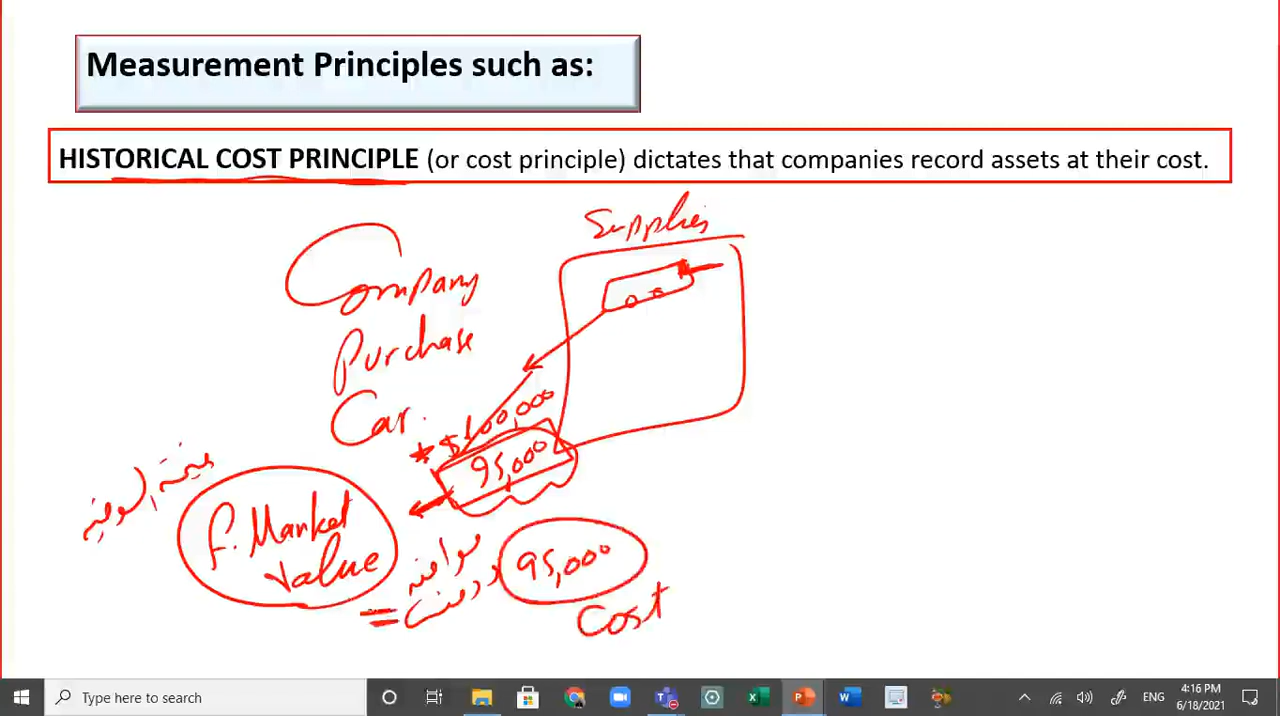 Measurement Principles such as:
HISTORICAL COST PRINCIPLE (or cost principle) dictates that companies record assets at their cost.
Supplies
Company
Purchase
Car.
* $100,000
95,000
F. Market
Value
=
95,000
Cost
Type here to search
ENG
4:16 PM
6/18/2021